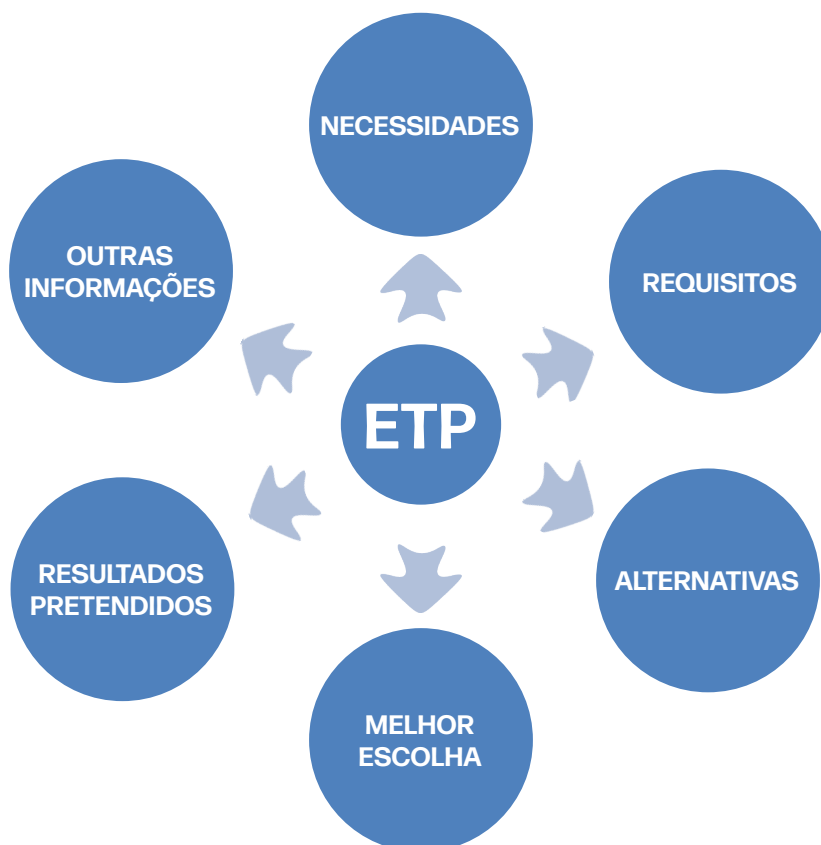 NECESSIDADES
OUTRAS
INFORMAÇÕES
REQUISITOS
ETP
RESULTADOS
PRETENDIDOS
ALTERNATIVAS
MELHOR
ESCOLHA